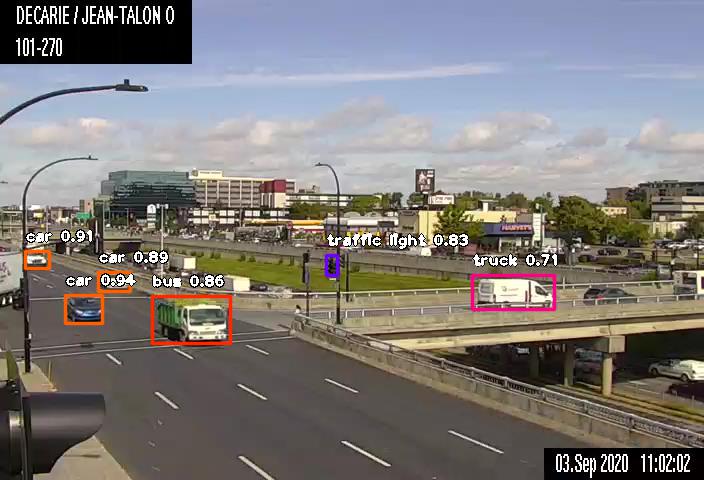 DECARIE / JEAN-TALON O
101-270
car 0.91
traffic light 0.83
car 0.89
truck 0.71
car 0.94
bus 0.86
HARVEY'S
03.Sep 2020 11:02:02